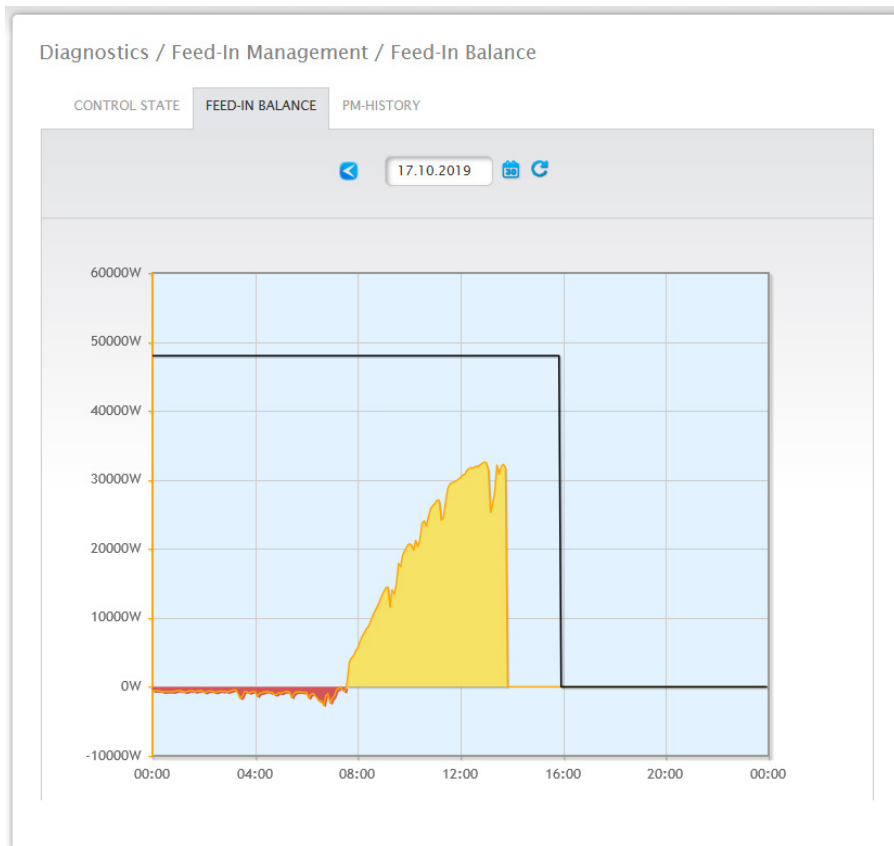 Diagnostics / Feed-In Management / Feed-In Balance
CONTROL STATE FEED-IN BALANCE PM-HISTORY
17.10.2019 30
60000W
50000W
40000W
30000W
20000W
10000W
0W
-10000W
00:00 04:00 08:00 12:00 16:00 20:00 00:00